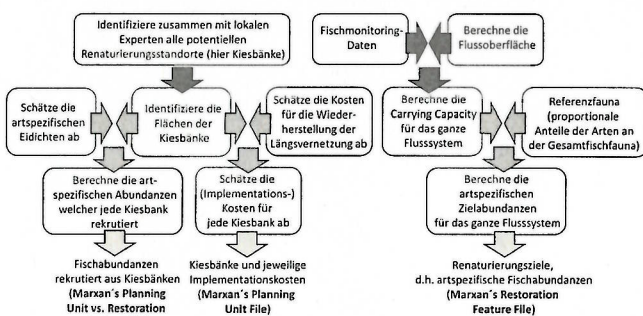 Identifiziere zusammen mit lokalen
Experten alle potentiellen
Renaturierungsstandorte (hier Kiesbänke)
Fischmonitoring-
Daten
Berechne die
Flussoberfläche
Schätze die
artspezifischen
Eidichten ab
Identifiziere die
Flächen der
Kiesbänke
Schätze die Kosten
für die Wieder-
herstellung der
Längsvernetzung ab
Berechne die
Carrying Capacity
für das ganze
Flusssystem
Referenzfauna
(proportionale
Anteile der Arten an
der Gesamtfischfauna)
Berechne die art-
spezifischen Abundanzen
welcher jede Kiesbank
rekrutiert
Schätze die
(Implementations-)
Kosten für
jede Kiesbank ab
Berechne die
artspezifischen
Zielabundanzen
für das ganze Flusssystem
Fischabundanzen
rekrutiert aus Kiesbänken
(Marxan´s Planning
Unit vs. Restoration
Kiesbänke und jeweilige
Implementationskosten
(Marxan´s Planning
Unit File)
Renaturierungsziele,
d.h. artspezifische Fischabundanzen
(Marxan´s Restoration
Feature File)